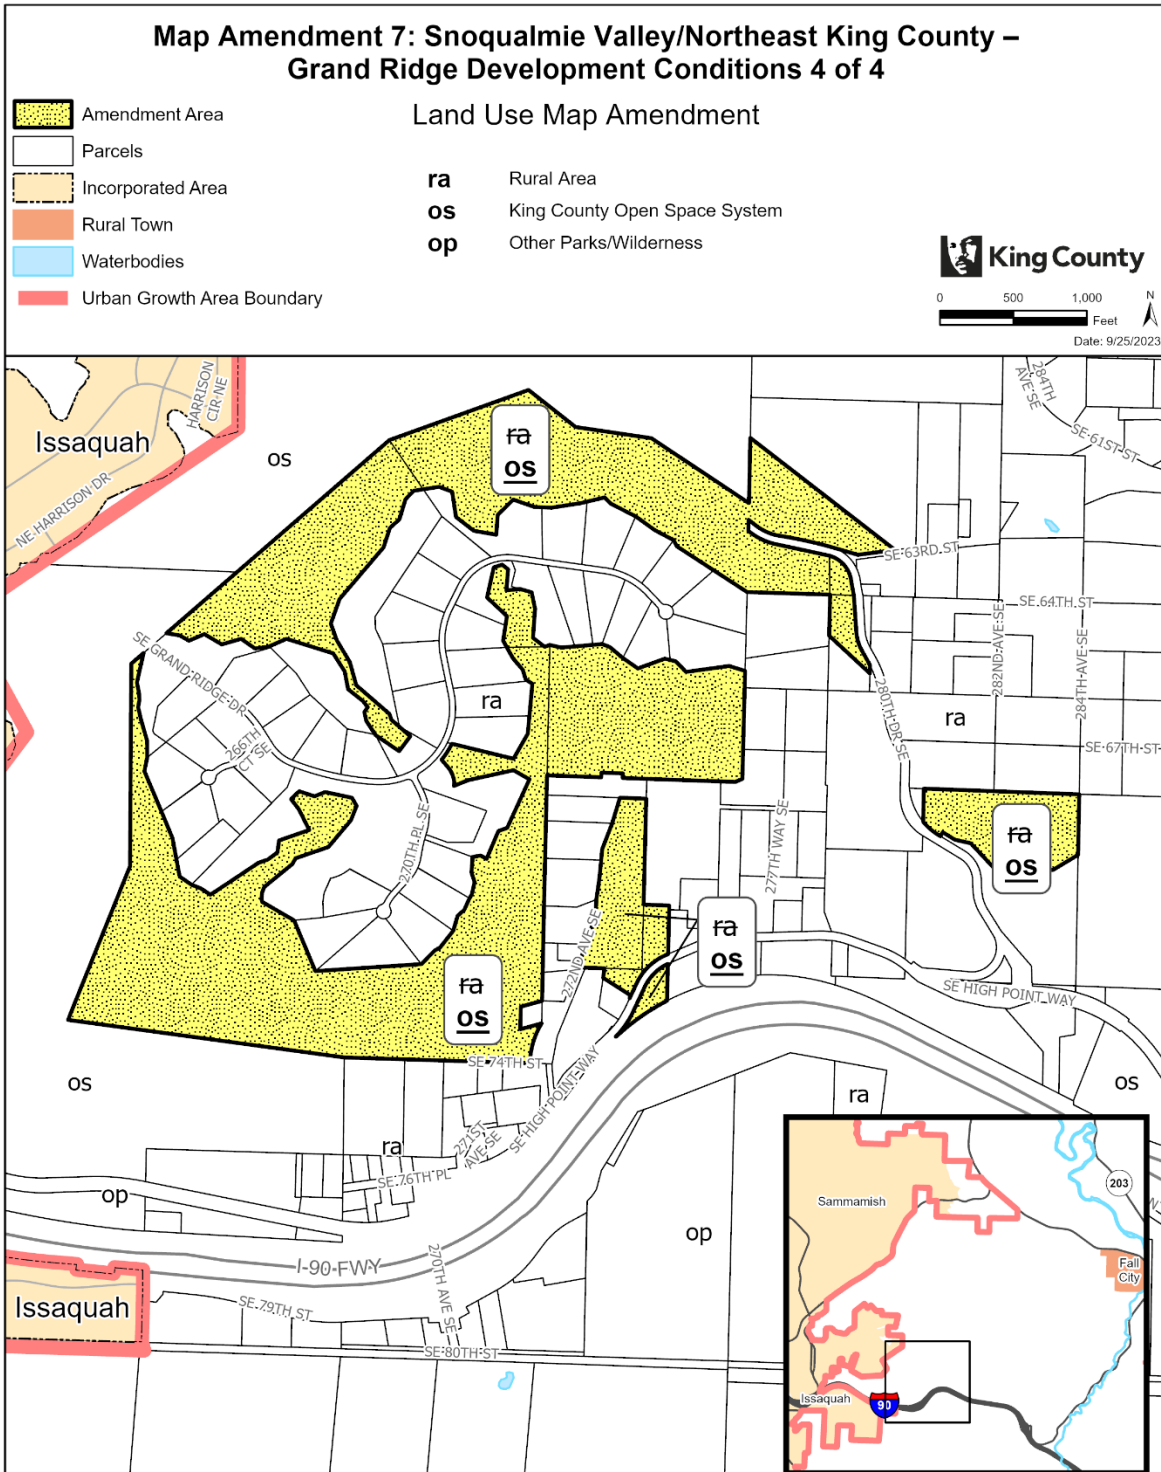 Map Amendment 7: Snoqualmie Valley/Northeast King County –
Grand Ridge Development Conditions 4 of 4
Land Use Map Amendment
Amendment Area
Parcels
Incorporated Area
Rural Town
Waterbodies
Urban Growth Area Boundary
ra Rural Area
os King County Open Space System
op Other Parks/Wilderness
King County
0 500 1,000
Feet
N
Date: 9/25/2023
HARRISON
CIR NE
Issaquah
NE HARRISON DR
os
ra
os
284TH
AVE SE
SE 61ST ST
SE 63RD ST
SE 64TH ST
282ND AVE SE
284TH AVE SE
SE GRAND RIDGE DR
266TH
CT SE
ra
280TH DR SE
ra
SE 67TH ST
270TH PL SE
277TH WAY SE
ra
os
272ND AVE SE
ra
os
ra
os
SE HIGH POINT WAY
SE 74TH ST
SE HIGH POINT WAY
os
ra
os
271ST
AVE SE
ra
SE 76TH PL
op
op
I-90 FWY
270TH AVE SE
Issaquah
SE 79TH ST
SE 80TH ST
Sammamish
203
Fall
City
Issaquah
90